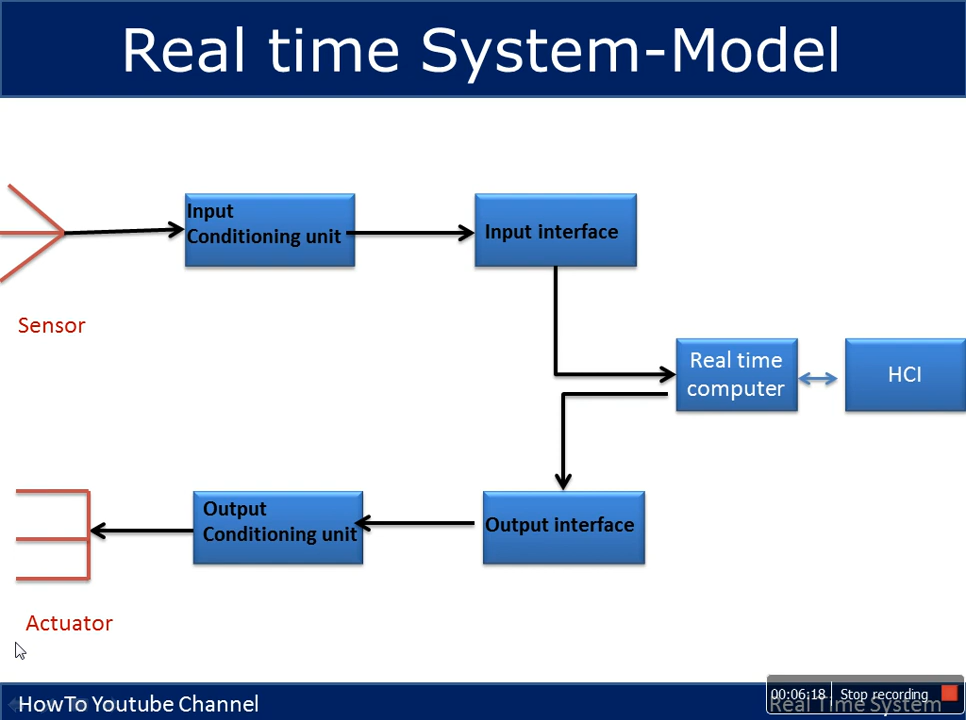 Real time System-Model
Input
Conditioning unit
Input interface
Sensor
Real time
computer
HCI
Output
Conditioning unit
Output interface
Actuator
HowTo Youtube Channel
00:06:18
Stop recording
Real Time System